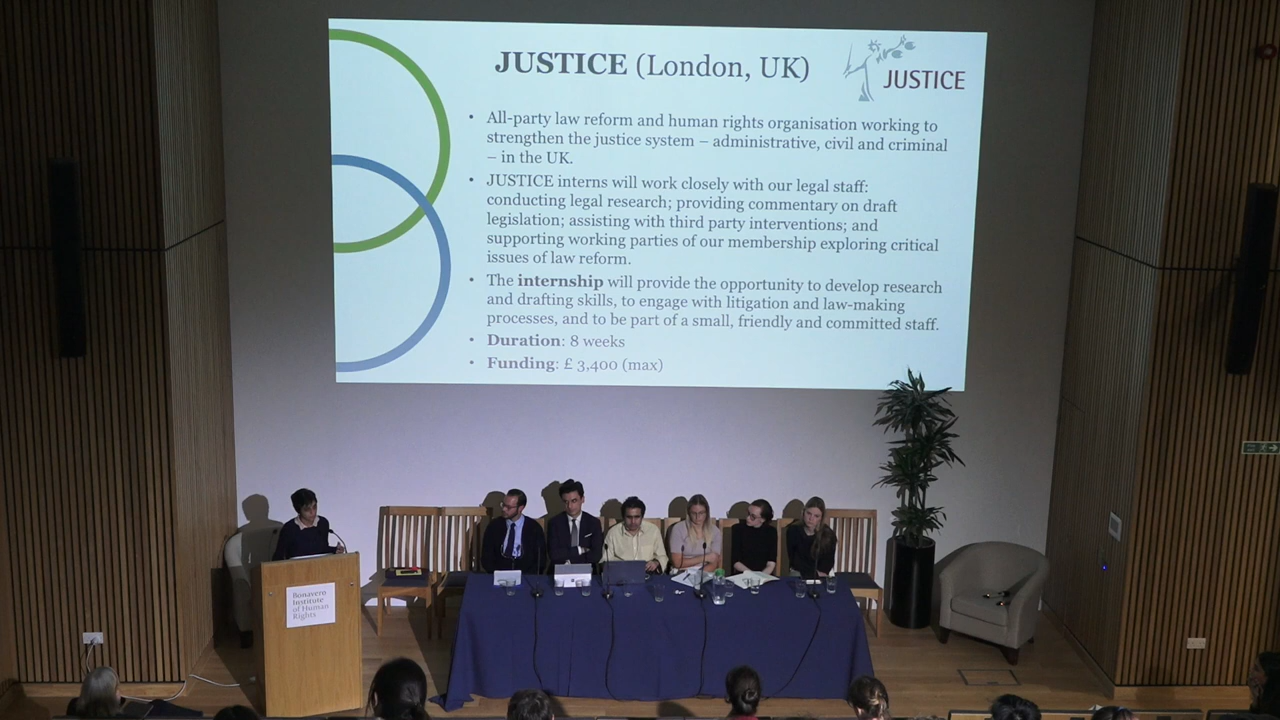 JUSTICE (London, UK)
JUSTICE
• All-party law reform and human rights organisation working to
strengthen the justice system – administrative, civil and criminal
– in the UK.
• JUSTICE interns will work closely with our legal staff:
conducting legal research; providing commentary on draft
legislation; assisting with third party interventions; and
supporting working parties of our membership exploring critical
issues of law reform.
• The internship will provide the opportunity to develop research
and drafting skills, to engage with litigation and law-making
processes, and to be part of a small, friendly and committed staff.
• Duration: 8 weeks
• Funding: £ 3,400 (max)
Bonavero
Institute
of Human
Rights